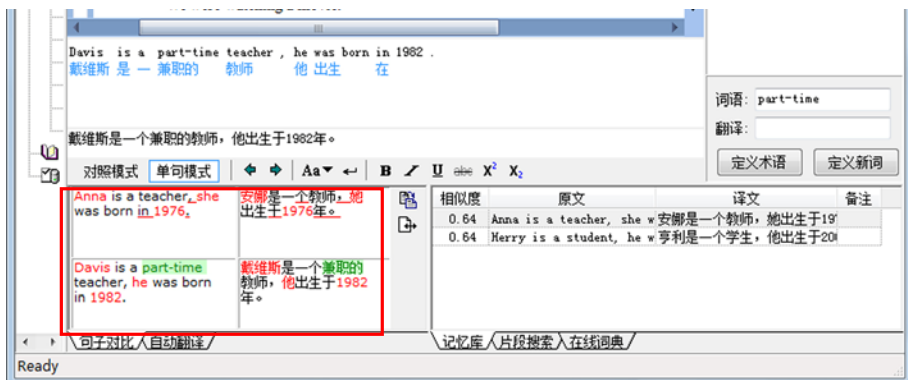 Davis is a part-time teacher , he was born in 1982 .
戴维斯 是 一 兼职的 教师 他 出生 在
词语: part-time
翻译:
戴维斯是一个兼职的教师，他出生于1982年。
定义术语 定义新词
对照模式 单句模式 Aa B I U abc X² X₂
Anna is a teacher, she was born in 1976.
安娜是一个教师，她出生于1976年。
Davis is a part-time teacher, he was born in 1982.
戴维斯是一个兼职的教师，他出生于1982年。
相似度 原文 译文 备注
0.64 Anna is a teacher, she w 安娜是一个教师，她出生于19
0.64 Herry is a student, he w 亨利是一个学生，他出生于20
句子对比 自动翻译 记忆库 片段搜索 在线词典
Ready